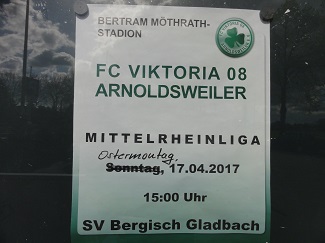 BERTRAM MÖTHRATH-
STADION
FC VIKTORIA 08
ARNOLDSWEILER
MITTELRHEINLIGA
Ostermontag,
Sonntag, 17.04.2017
15:00 Uhr
SV Bergisch Gladbach